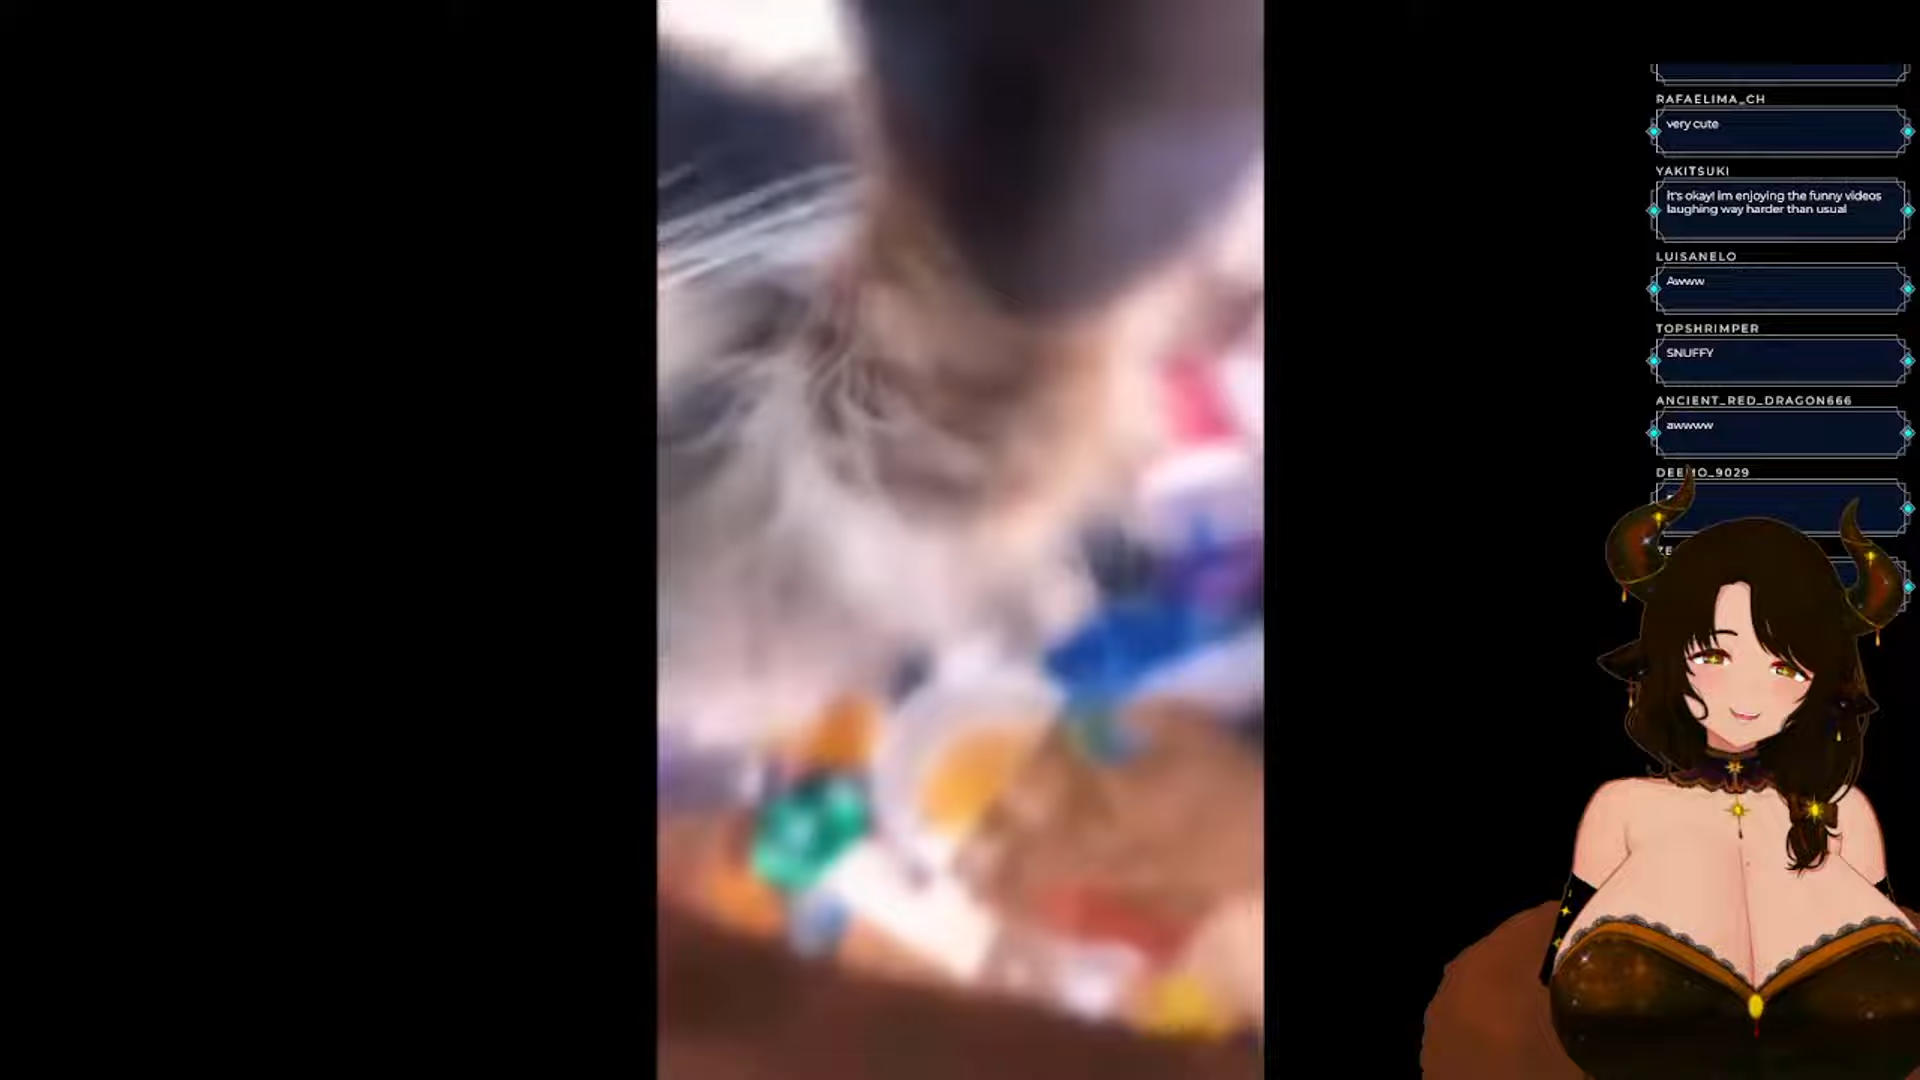 RAFAELIMA_CH
very cute
YAKITSUKI
It's okay! im enjoying the funny videos
laughing way harder than usual
LUISANELO
Awww
TOPSHRIMPER
SNUFFY
ANCIENT_RED_DRAGON666
awwww